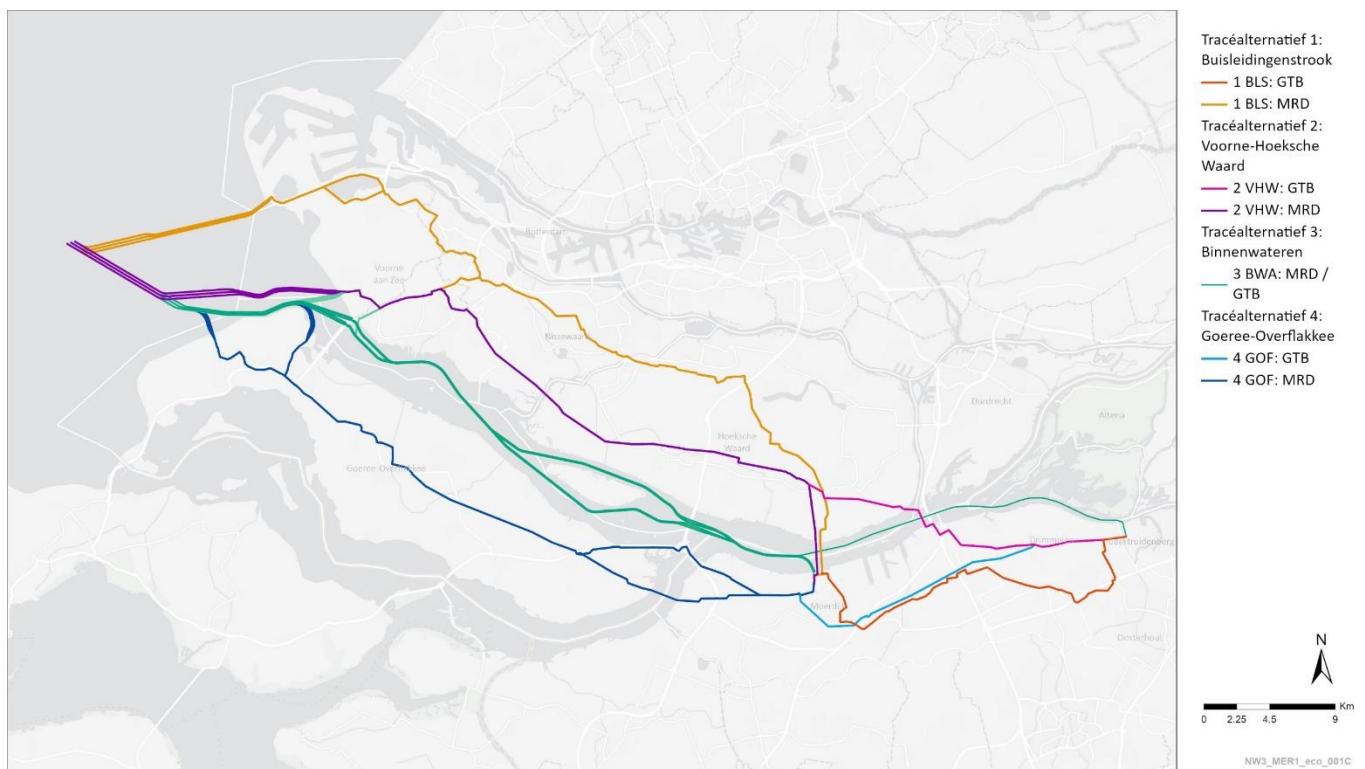 Tracéalternatief 1:
Buisleidingenstrook
1 BLS: GTB
1 BLS: MRD
Tracéalternatief 2:
Voorne-Hoeksche
Waard
2 VHW: GTB
2 VHW: MRD
Tracéalternatief 3:
Binnenwateren
3 BWA: MRD /
GTB
Tracéalternatief 4:
Goeree-Overflakkee
4 GOF: GTB
4 GOF: MRD
Rotterdam
Voorne
aan Zee
Nissewaard
Dordrecht
Altena
Hoeksche
Waard
Goeree-Overflakkee
Drimmelen
Geertruidenberg
Moerdijk
Oosterhout
N
Km
0 2.25 4.5 9
NW3_MER1_eco_001C